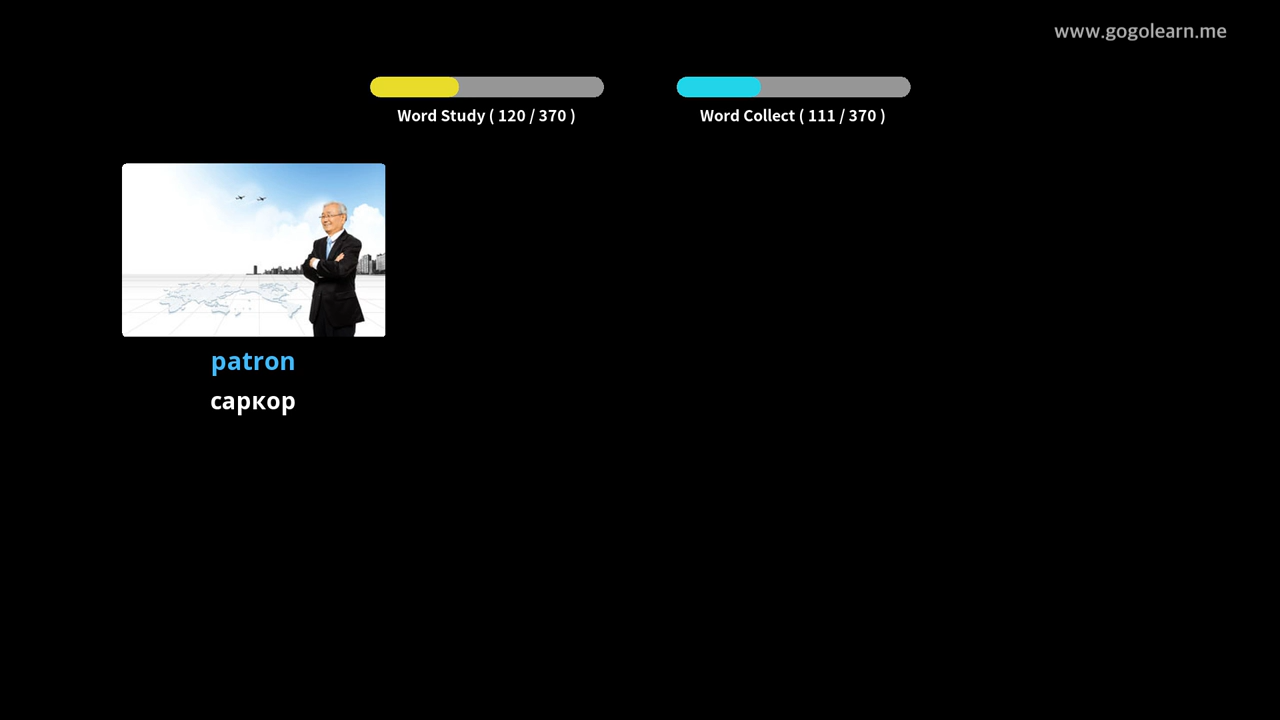 www.gogolearn.me
Word Study ( 120 / 370 )
Word Collect ( 111 / 370 )
patron
саркор